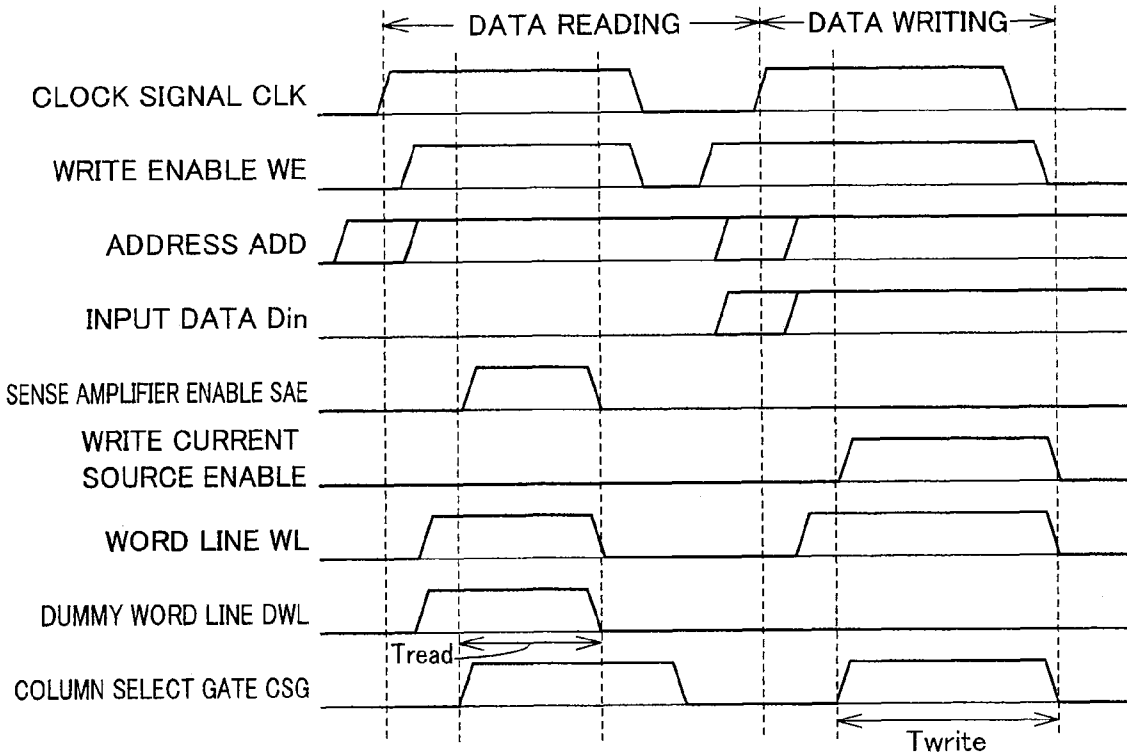 DATA READING DATA WRITING
CLOCK SIGNAL CLK
WRITE ENABLE WE
ADDRESS ADD
INPUT DATA Din
SENSE AMPLIFIER ENABLE SAE
WRITE CURRENT
SOURCE ENABLE
WORD LINE WL
DUMMY WORD LINE DWL
Tread
COLUMN SELECT GATE CSG
Twrite